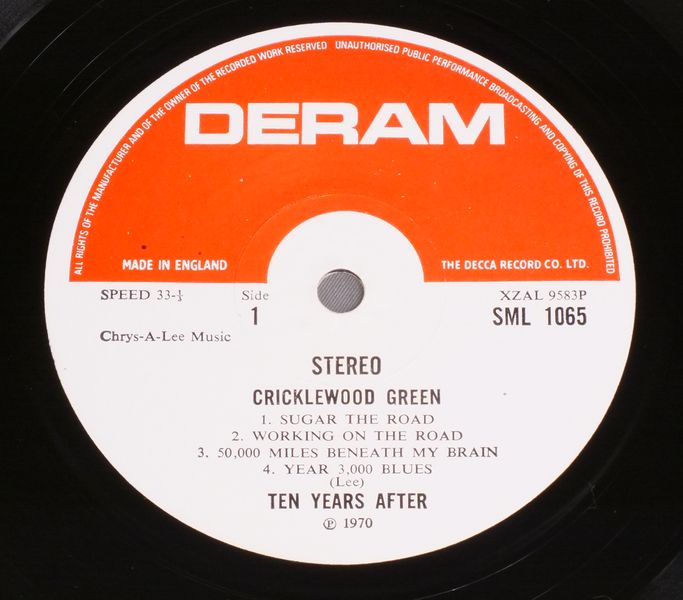 ALL RIGHTS OF THE MANUFACTURER AND OF THE OWNER OF THE RECORDED WORK RESERVED UNAUTHORISED PUBLIC PERFORMANCE BROADCASTING AND COPYING OF THIS RECORD PROHIBITED
DERAM
MADE IN ENGLAND
THE DECCA RECORD CO. LTD.
SPEED 33-⅓
Side
XZAL 9583P
1
SML 1065
Chrys-A-Lee Music
STEREO
CRICKLEWOOD GREEN
1. SUGAR THE ROAD
2. WORKING ON THE ROAD
3. 50,000 MILES BENEATH MY BRAIN
4. YEAR 3,000 BLUES
(Lee)
TEN YEARS AFTER
℗ 1970